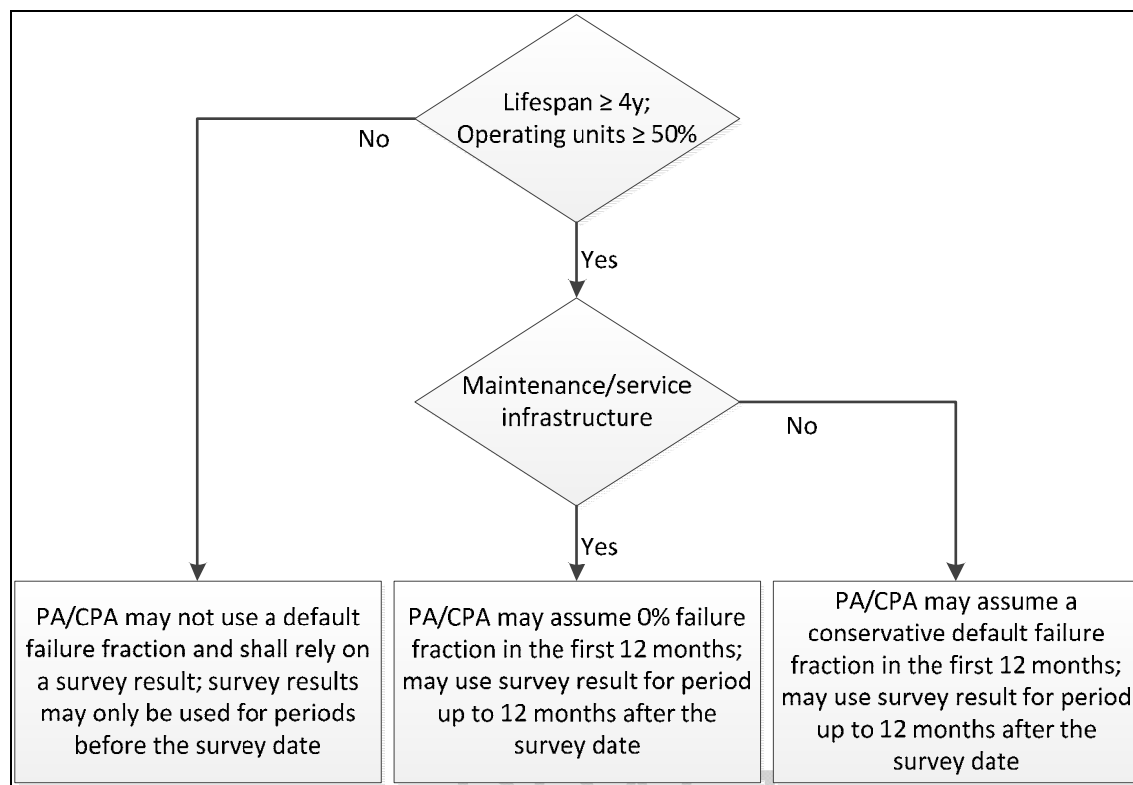 Lifespan ≥ 4y;
Operating units ≥ 50%
No
Yes
Maintenance/service
infrastructure
No
Yes
PA/CPA may not use a default
failure fraction and shall rely on
a survey result; survey results
may only be used for periods
before the survey date
PA/CPA may assume 0% failure
fraction in the first 12 months;
may use survey result for period
up to 12 months after the
survey date
PA/CPA may assume a
conservative default failure
fraction in the first 12 months;
may use survey result for period
up to 12 months after the
survey date